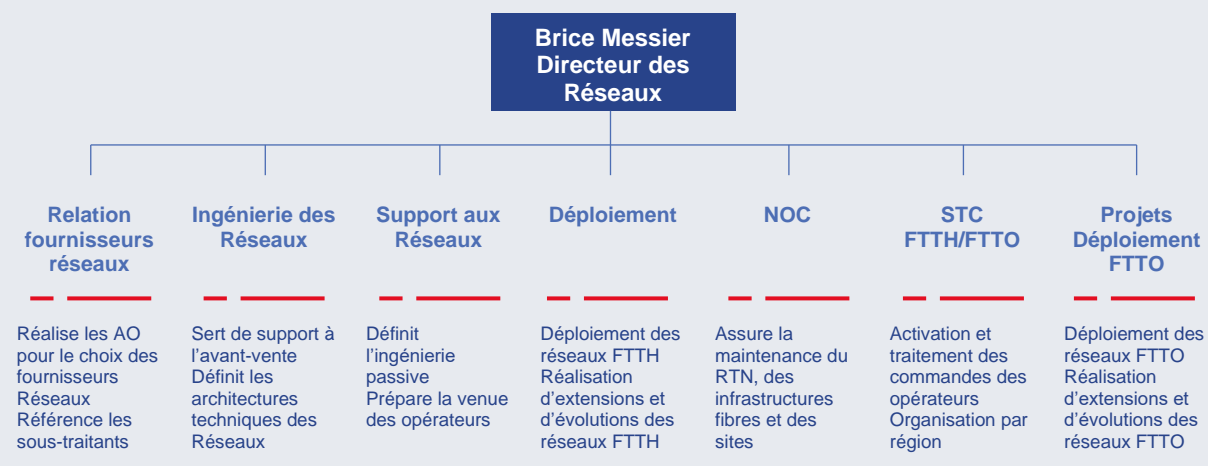 Brice Messier
Directeur des
Réseaux
Relation
fournisseurs
réseaux
Réalise les AO
pour le choix des
fournisseurs
Réseaux
Référence les
sous-traitants
Ingénierie des
Réseaux
Sert de support à
l'avant-vente
Définit les
architectures
techniques des
Réseaux
Support aux
Réseaux
Définit
l'ingénierie
passive
Prépare la venue
des opérateurs
Déploiement
Déploiement des
réseaux FTTH
Réalisation
d'extensions et
d'évolutions des
réseaux FTTH
NOC
Assure la
maintenance du
RTN, des
infrastructures
fibres et des
sites
STC
FTTH/FTTO
Activation et
traitement des
commandes des
opérateurs
Organisation par
région
Projets
Déploiement
FTTO
Déploiement des
réseaux FTTO
Réalisation
d'extensions et
d'évolutions des
réseaux FTTO